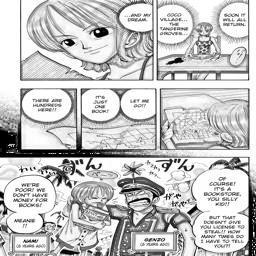 SOON IT
WILL ALL
RETURN.
COCO
VILLAGE...
THE
TANGERINE
GROVES...
...AND MY
DREAM.
LET ME
GO!!
IT'S
JUST
ONE
BOOK!
THERE ARE
HUNDREDS
HERE!!
OF
COURSE!
IT'S A
BOOKSTORE,
YOU SILLY
KID!!
BUT THAT
DOESN'T GIVE
YOU LICENSE
TO STEAL!! HOW
MANY TIMES DO
I HAVE TO TELL
YOU?!
GENZO
YEARS AGO)
WE'RE
POOR! WE
DON'T HAVE
MONEY FOR
BOOKS!
MEANIE
!!
NAMI
YEARS AGO)